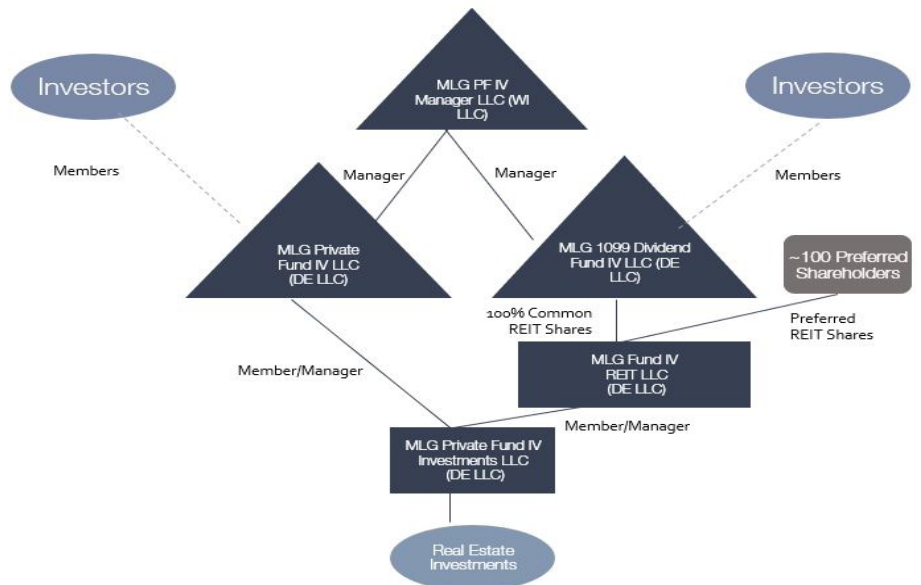 Investors
MLG PF IV
Manager LLC (WI
LLC)
Investors
Members
Manager
Manager
Members
MLG Private
Fund IV LLC
(DE LLC)
MLG 1099 Dividend
Fund IV LLC (DE
LLC)
~100 Preferred
Shareholders
100% Common
REIT Shares
Preferred
REIT Shares
Member/Manager
MLG Fund IV
REIT LLC
(DE LLC)
Member/Manager
MLG Private Fund IV
Investments LLC
(DE LLC)
Real Estate
Investments